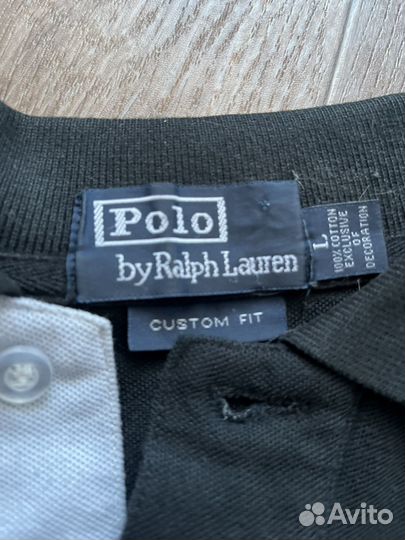 Polo
by Ralph Lauren
L
100% COTTON
EXCLUSIVE
OF
DECORATION
CUSTOM FIT
Avito